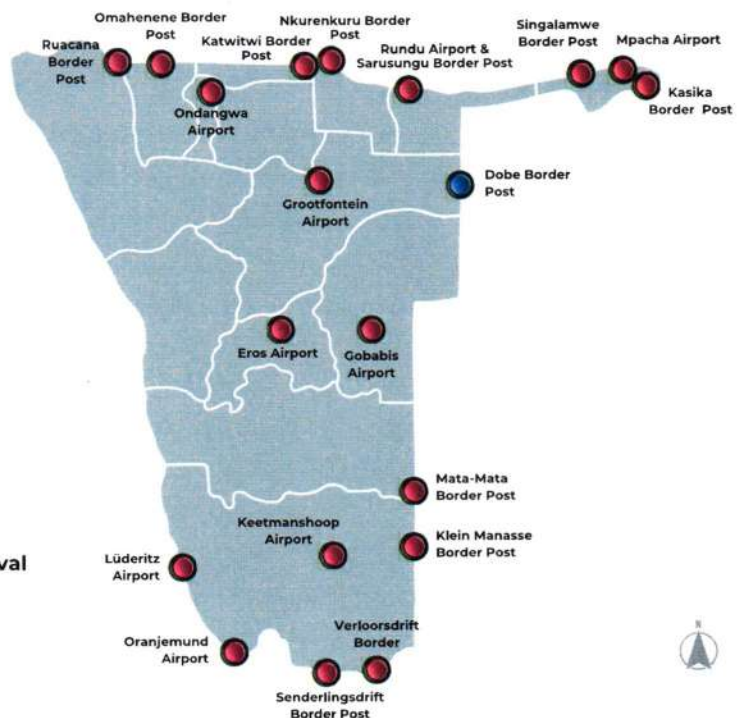 Omahenene Border
Post
Nkurenkuru Border
Post
Ruacana
Border
Post
Katwitwi Border
Post
Rundu Airport &
Sarusungu Border Post
Singalamwe
Border Post
Mpacha Airport
Kasika
Border Post
Ondangwa
Airport
Dobe Border
Post
Grootfontein
Airport
Eros Airport
Gobabis
Airport
Mata-Mata
Border Post
Keetmanshoop
Airport
Klein Manasse
Border Post
Lüderitz
Airport
Oranjemund
Airport
Verloorsdrift
Border
Senderlingsdrift
Border Post
N